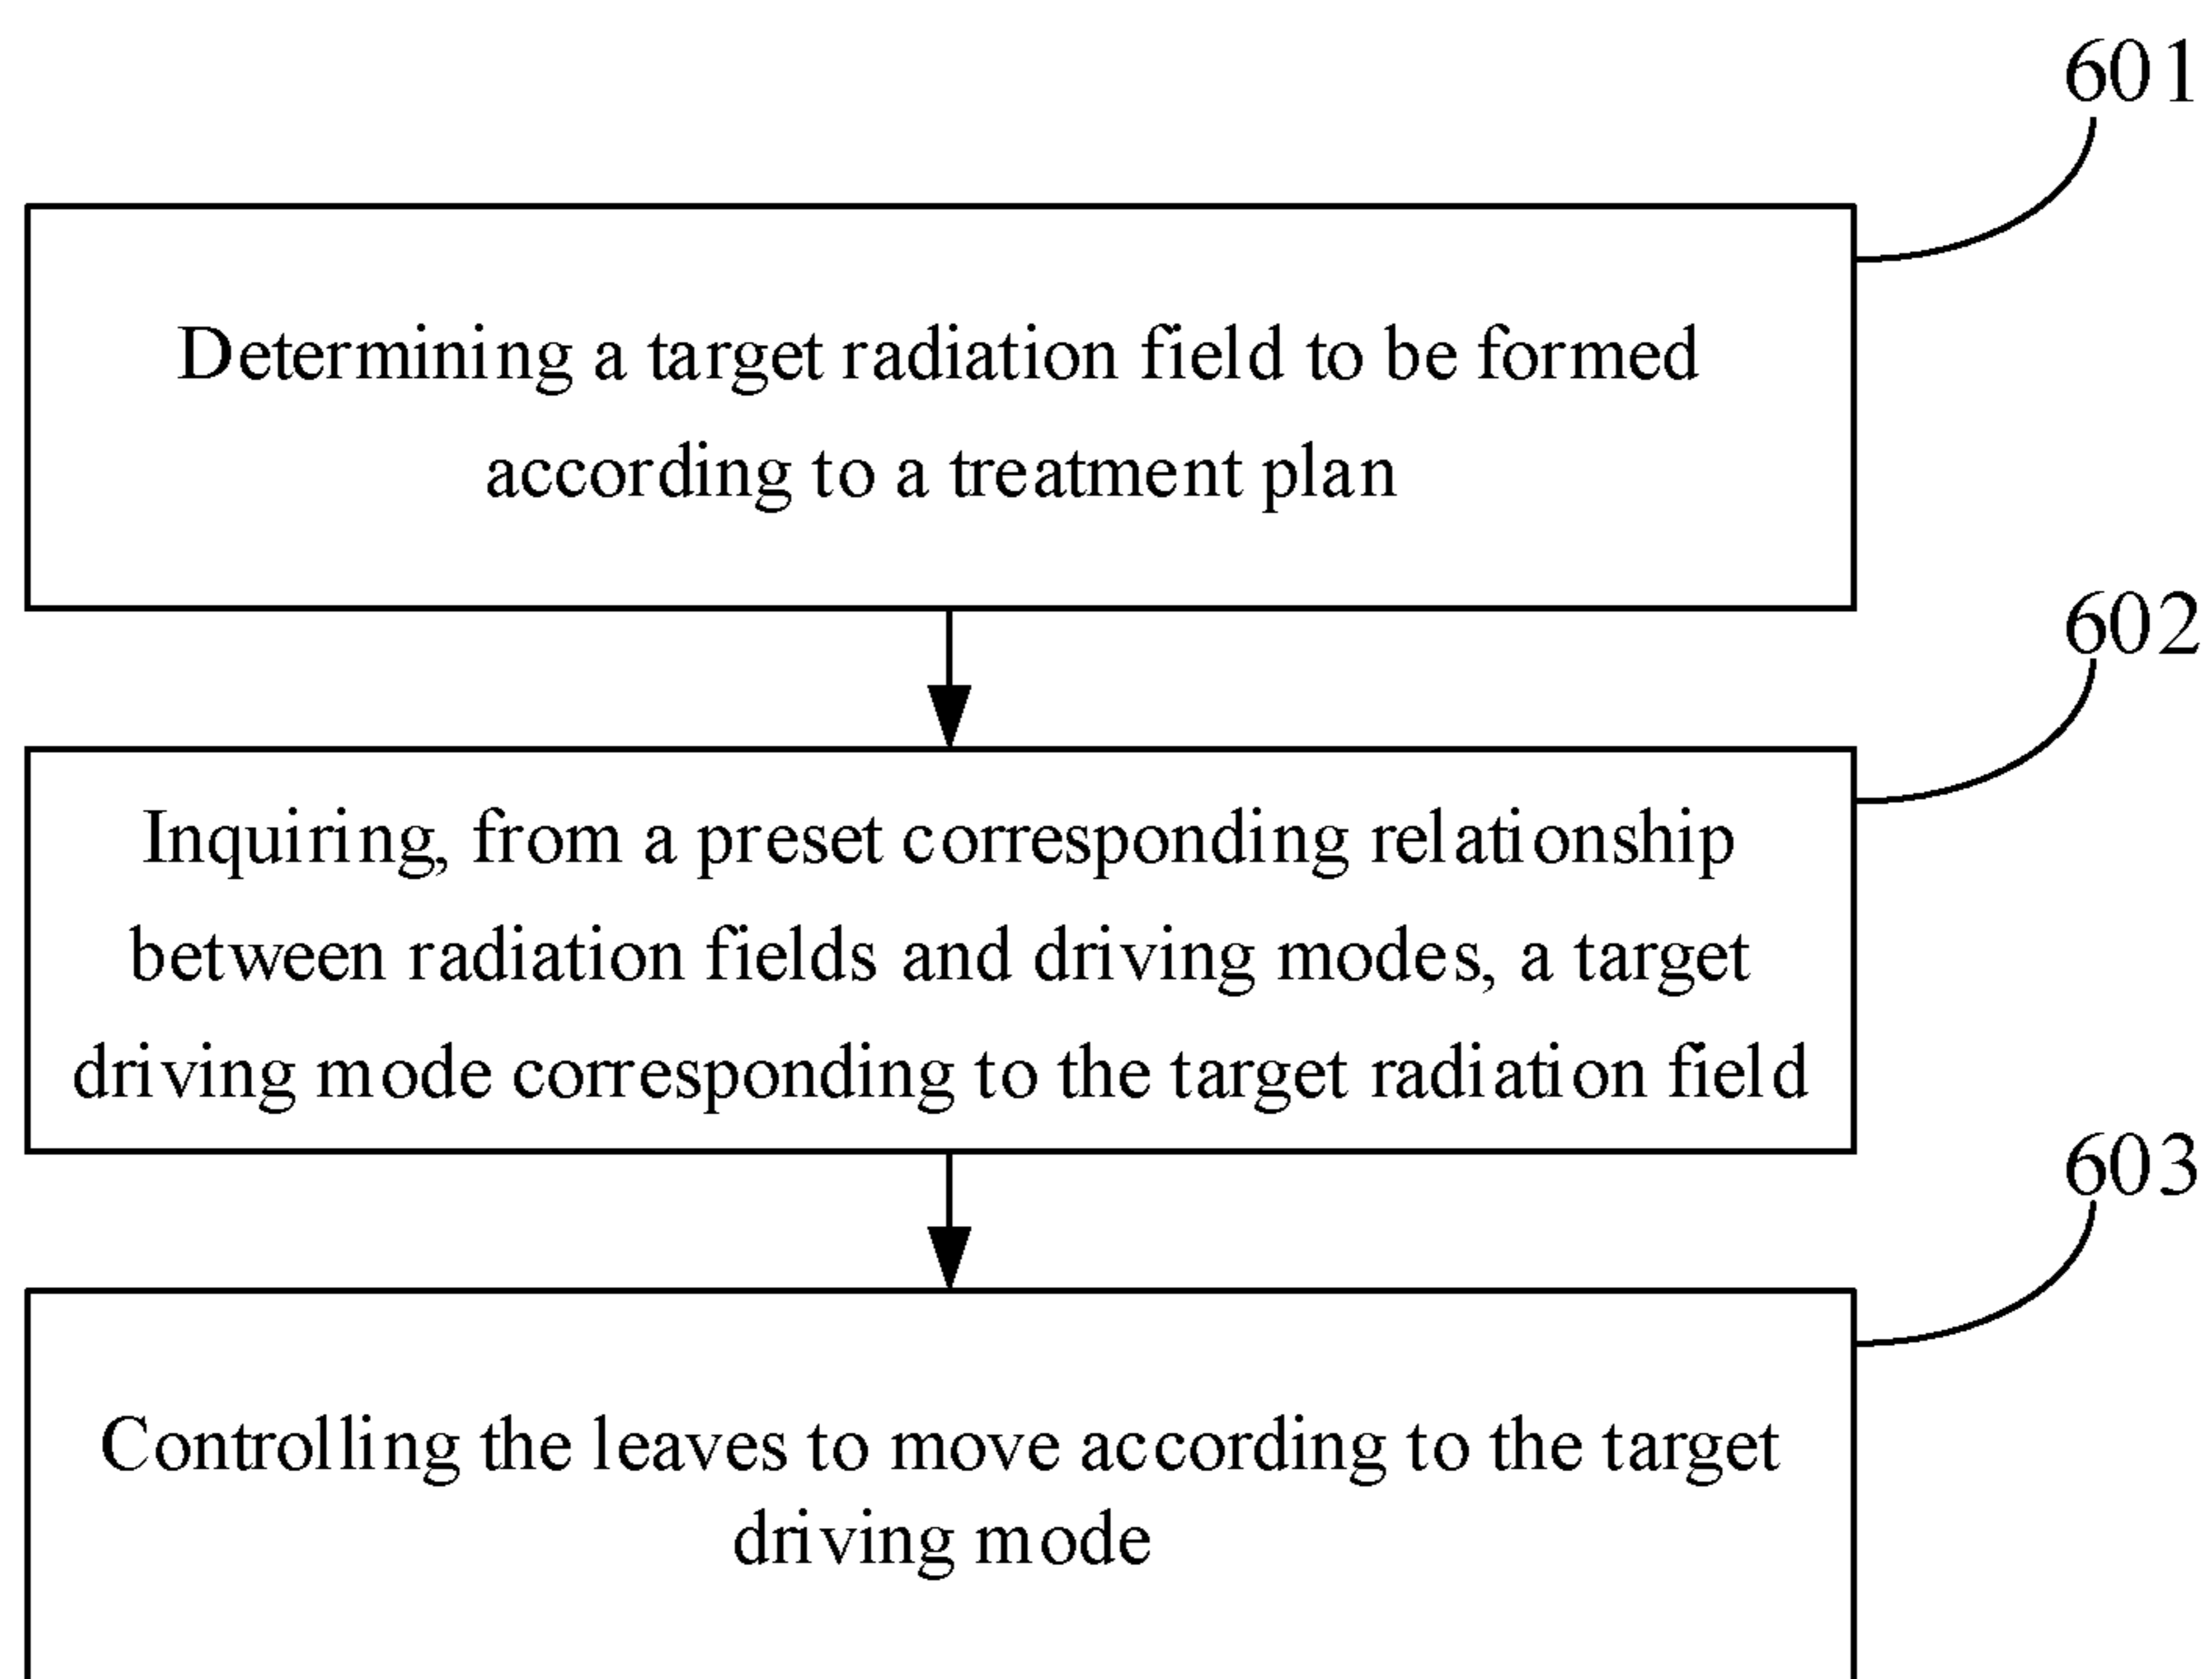 601
Determining a target radiation field to be formed
according to a treatment plan
602
Inquiring, from a preset corresponding relationship
between radiation fields and driving modes, a target
driving mode corresponding to the target radiation field
603
Controlling the leaves to move according to the target
driving mode